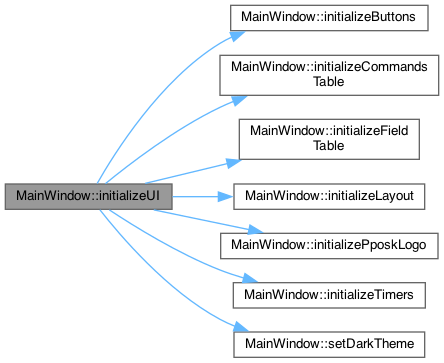 MainWindow::initializeButtons
MainWindow::initializeCommands
Table
MainWindow::initializeField
Table
MainWindow::initializeUI
MainWindow::initializeLayout
MainWindow::initializePposkLogo
MainWindow::initializeTimers
MainWindow::setDarkTheme